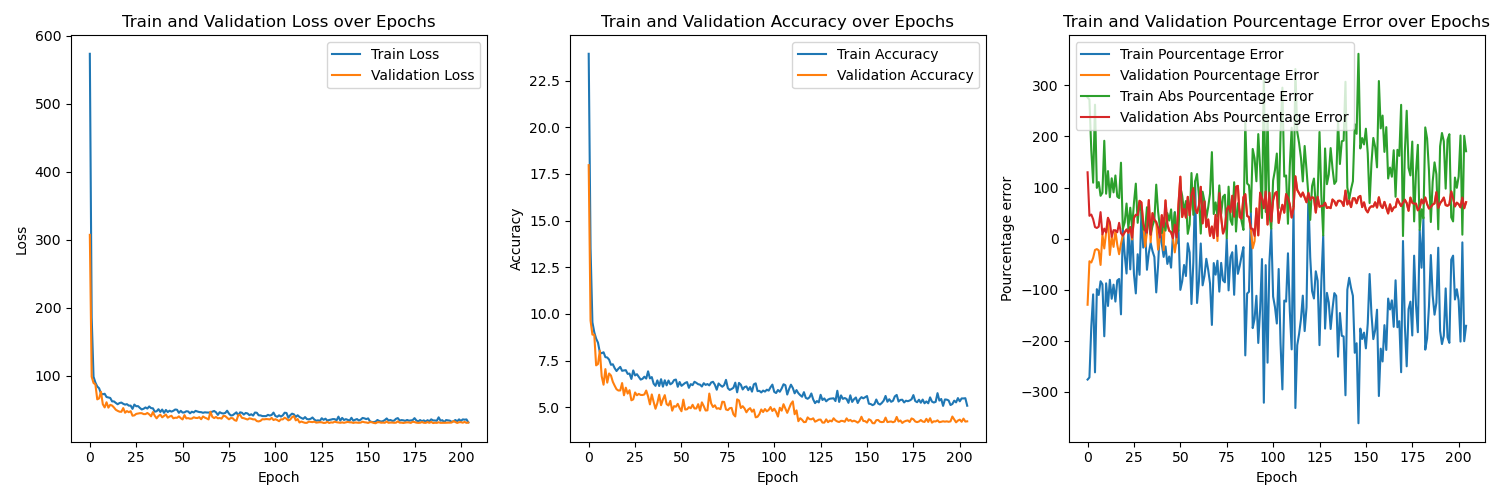 Train and Validation Loss over Epochs
600
500
400
300
200
100
0 25 50 75 100 125 150 175 200
Loss
Epoch
Train Loss
Validation Loss
Train and Validation Accuracy over Epochs
22.5
20.0
17.5
15.0
12.5
10.0
7.5
5.0
0 25 50 75 100 125 150 175 200
Accuracy
Epoch
Train Accuracy
Validation Accuracy
Train and Validation Pourcentage Error over Epochs
300
200
100
0
−100
−200
−300
0 25 50 75 100 125 150 175 200
Pourcentage error
Epoch
Train Pourcentage Error
Validation Pourcentage Error
Train Abs Pourcentage Error
Validation Abs Pourcentage Error